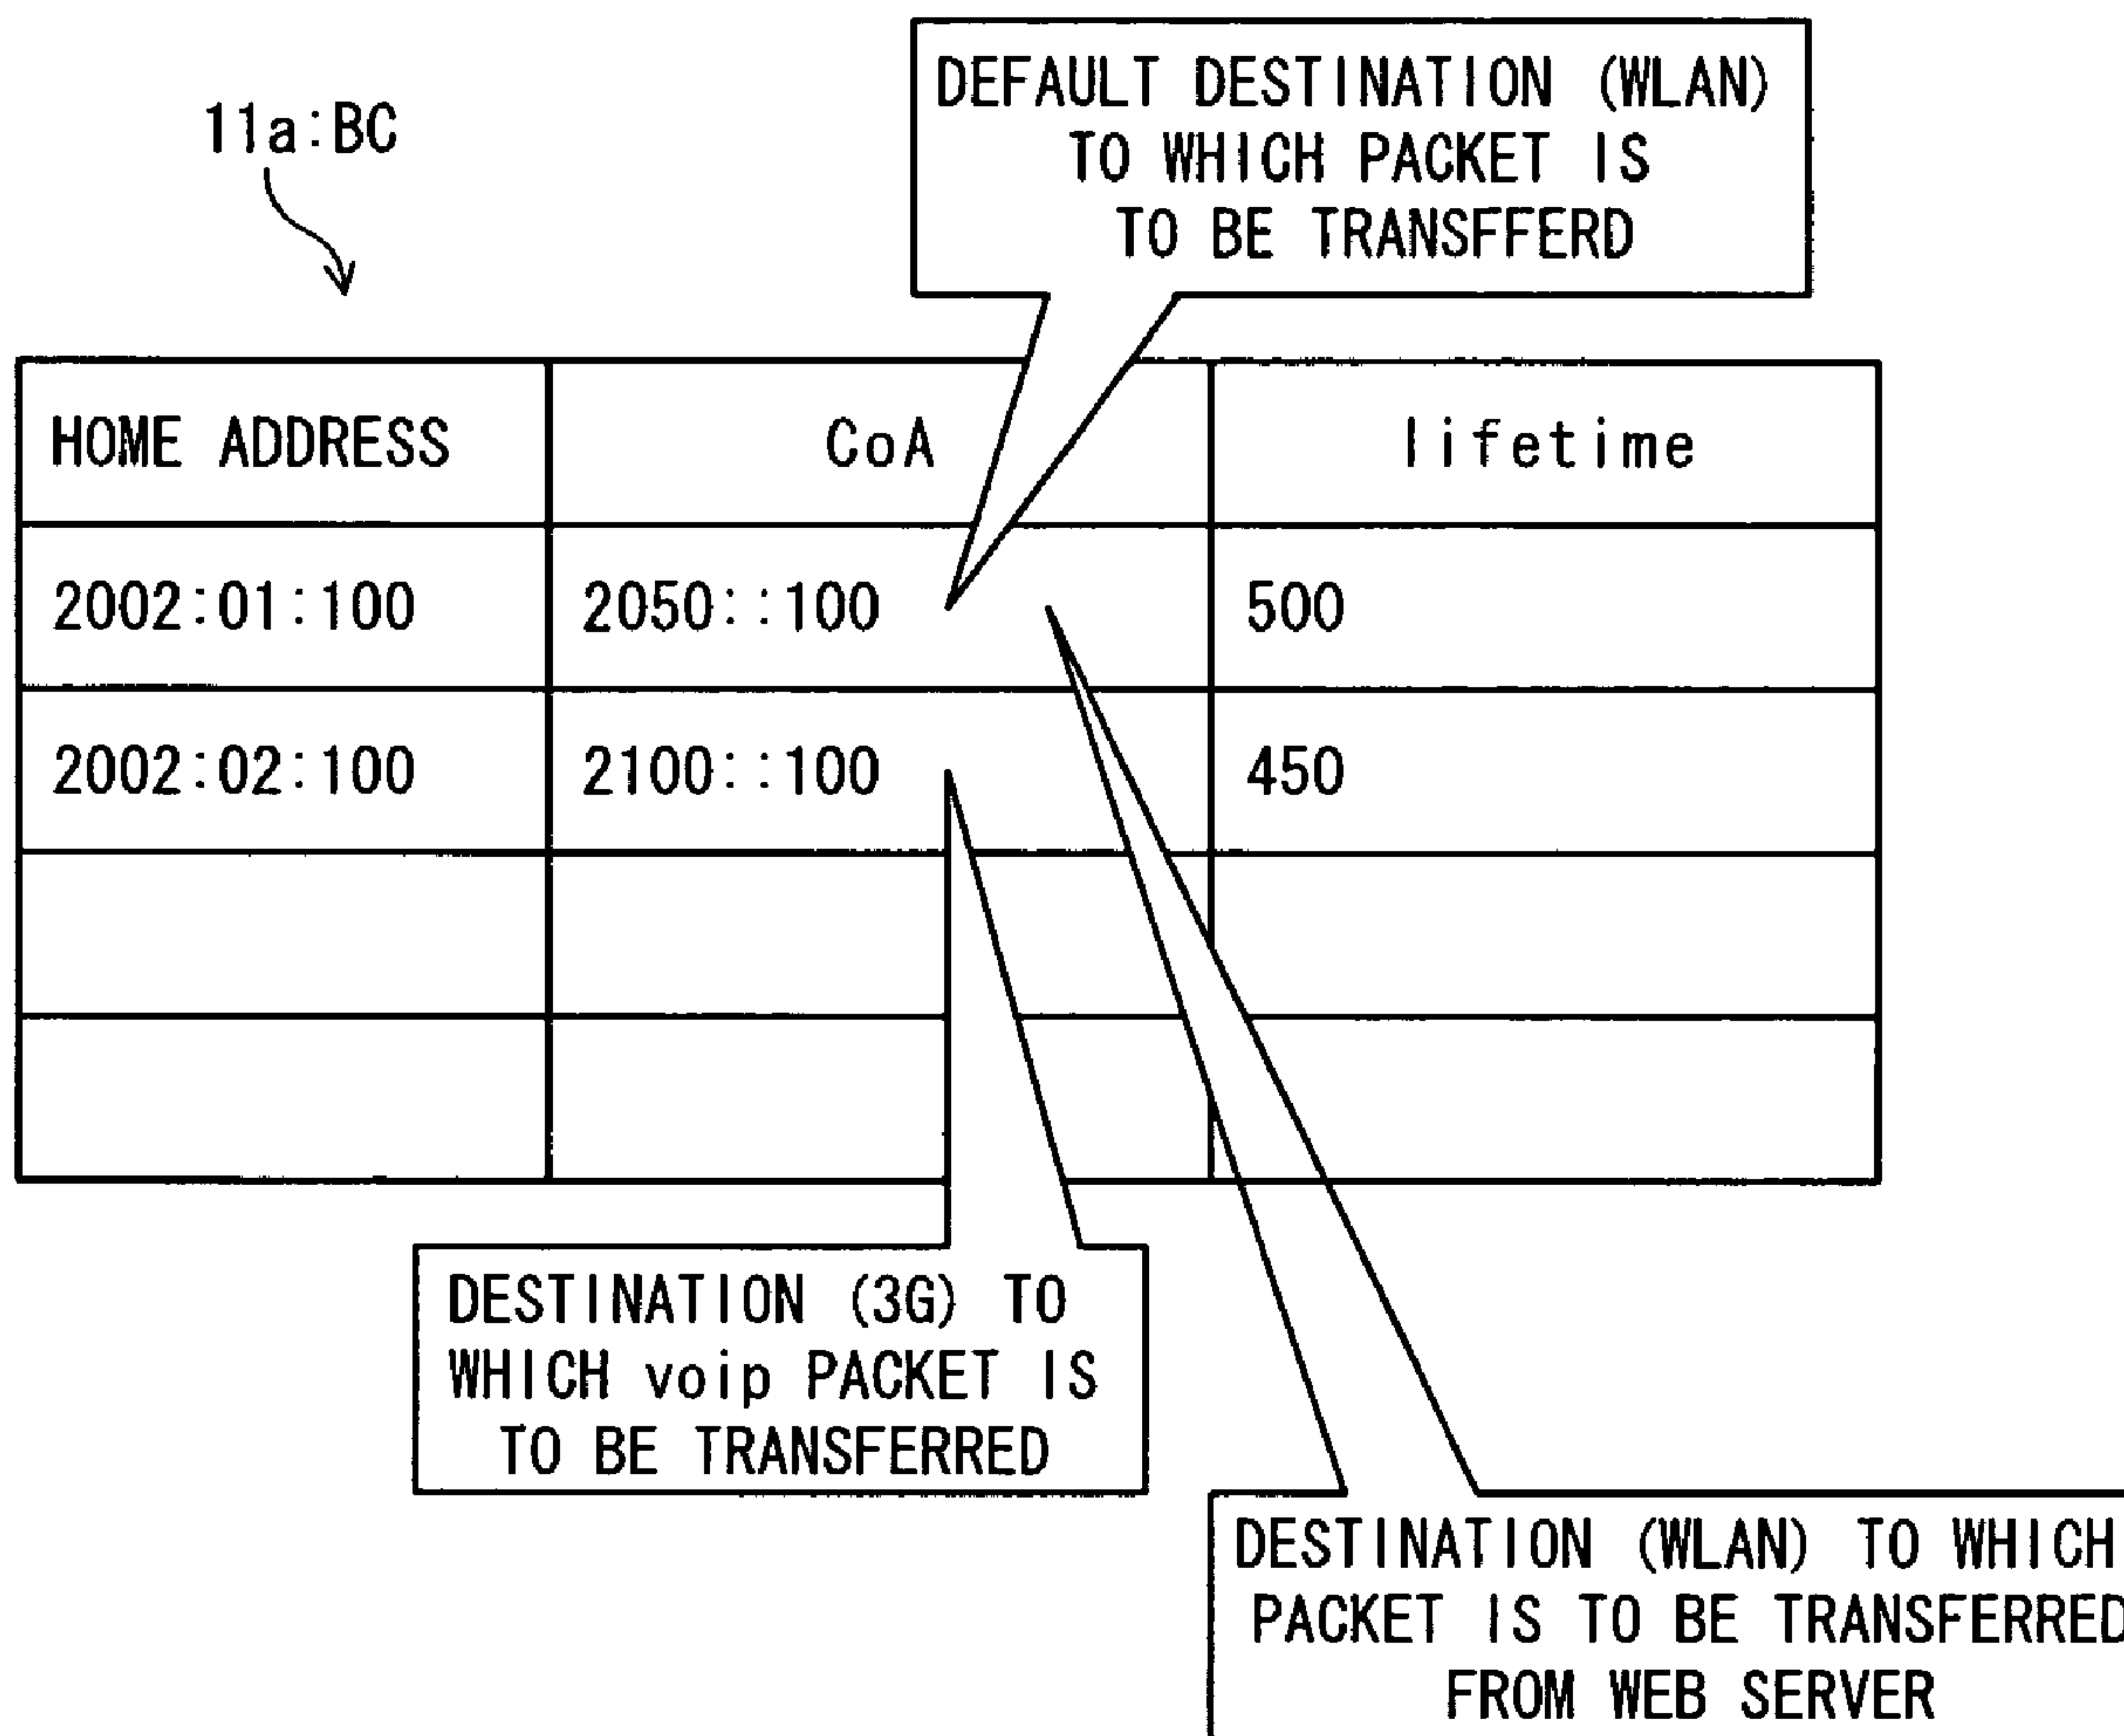 DEFAULT DESTINATION (WLAN)
TO WHICH PACKET IS
TO BE TRANSFFERD
11a:BC
HOME ADDRESS CoA lifetime
2002:01:100 2050::100 500
2002:02:100 2100::100 450
DESTINATION (3G) TO
WHICH voip PACKET IS
TO BE TRANSFERRED
DESTINATION (WLAN) TO WHICH
PACKET IS TO BE TRANSFERRED
FROM WEB SERVER